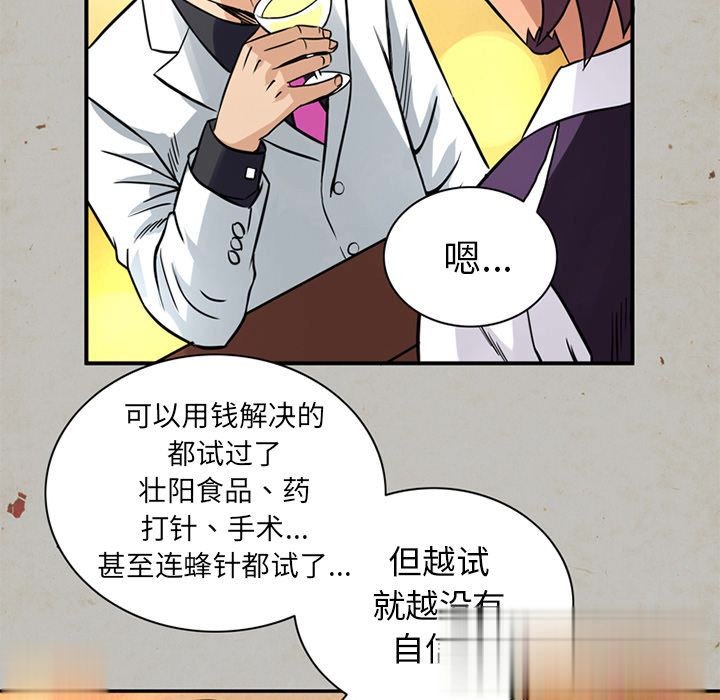 嗯...
可以用钱解决的
都试过了
壮阳食品、药
打针、手术...
甚至连蜂针都试了...
但越试
就越没有
自